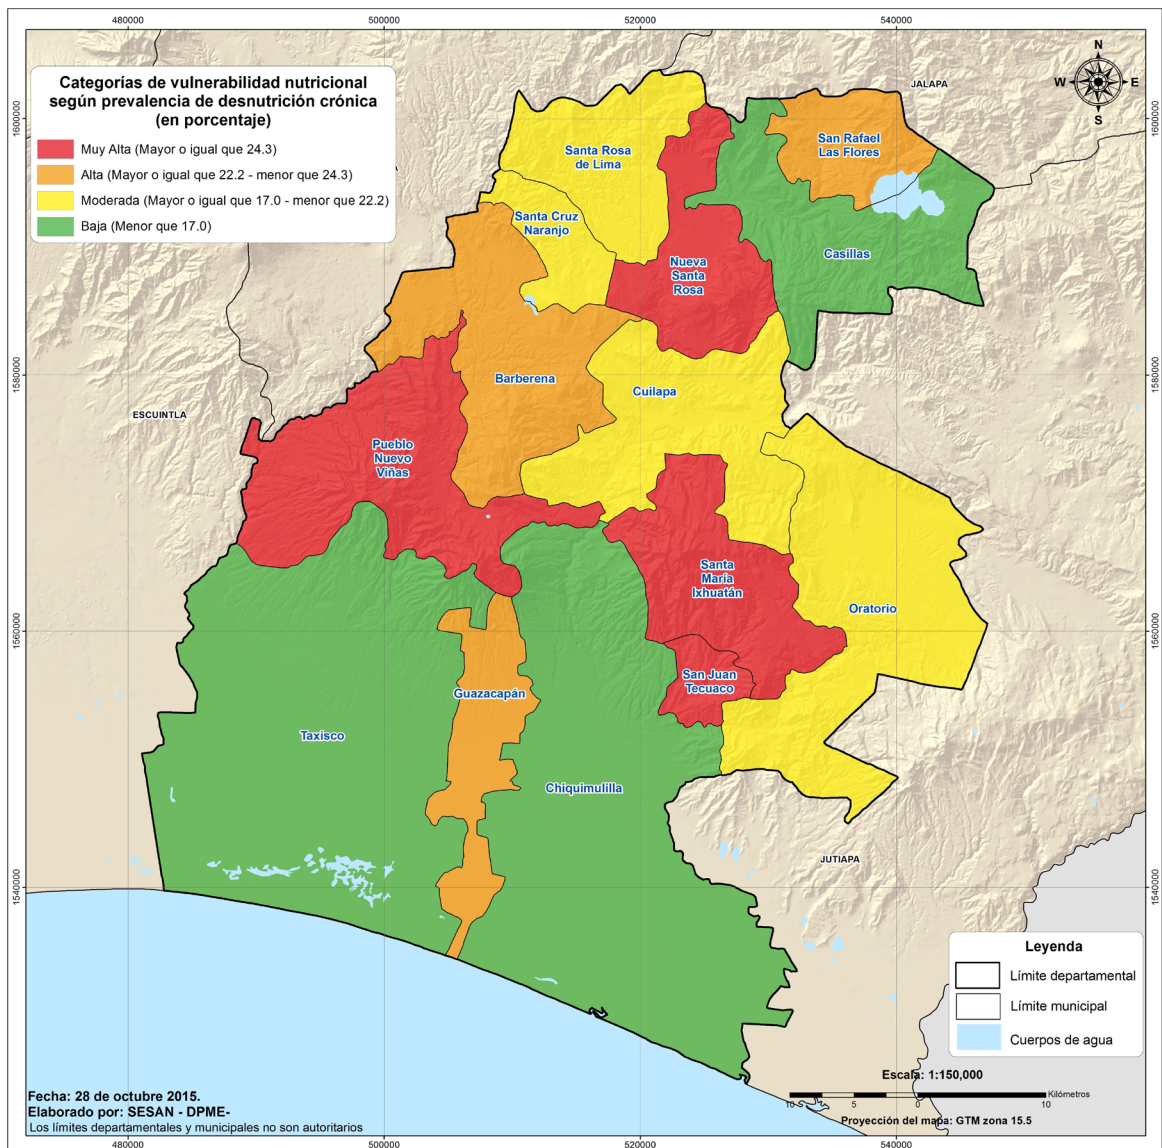 480000
500000
520000
540000
N
W
E
S
JALAPA
Categorías de vulnerabilidad nutricional
según prevalencia de desnutrición crónica
(en porcentaje)
Muy Alta (Mayor o igual que 24.3)
Alta (Mayor o igual que 22.2 - menor que 24.3)
Moderada (Mayor o igual que 17.0 - menor que 22.2)
Baja (Menor que 17.0)
A
1600000
1600000
San Rafael
Las Flores
Santa Rosa
de Lima
Santa Cruz
Naranjo
Casillas
Nueva
Santa
Rosa
1580000
1580000
Barberena
Cuilapa
ESCUINTLA
Pueblo
Nuevo
Viñas
Santa
María
Ixhuatán
Oratorio
1560000
1560000
San Juan
Tecuaco
Guazacapán
Taxisco
Chiquimulilla
JUTIAPA
1540000
1540000
Leyenda
Límite departamental
Límite municipal
Cuerpos de agua
Escala: 1:150,000
Kilómetros
10
5
0
10
Proyección del mapa: GTM zona 15.5
Fecha: 28 de octubre 2015.
Elaborado por: SESAN - DPME-
Los límites departamentales y municipales no son autoritarios
480000
500000
520000
540000